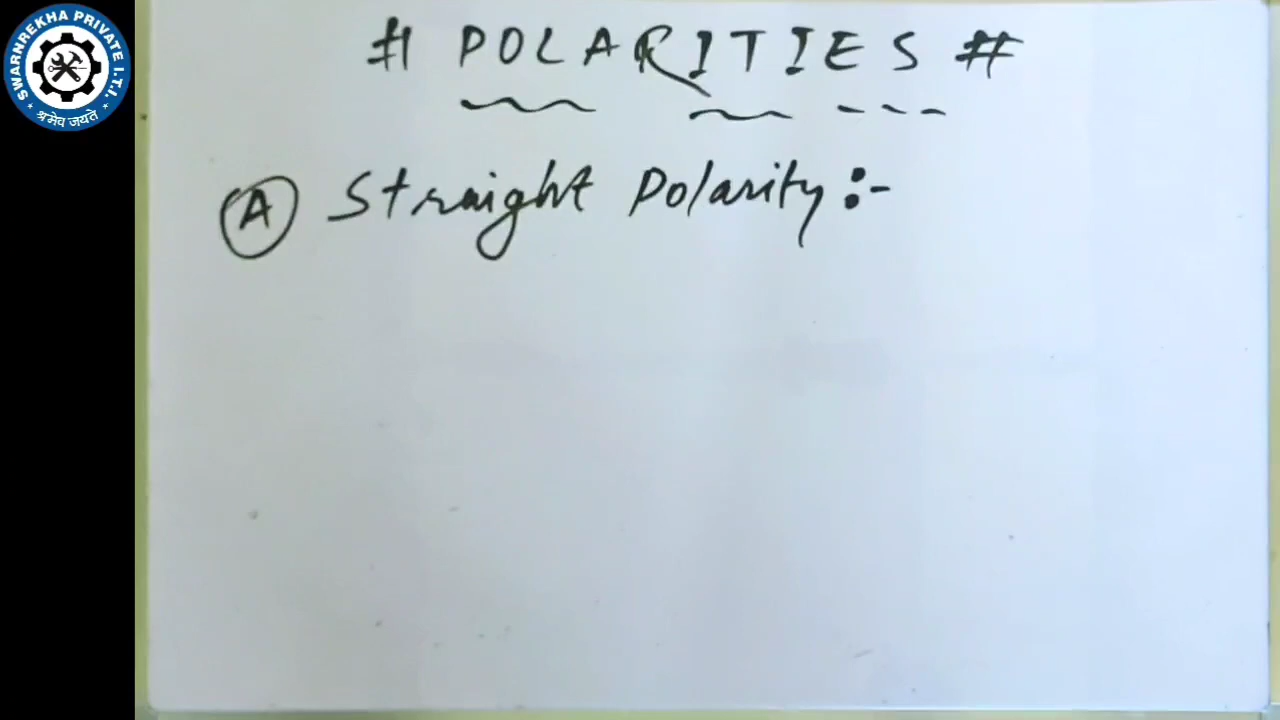 SWARNREKHA PRIVATE I.T.I.
श्रमेव जयते
# POLARITIES #
A Straight Polarity :-